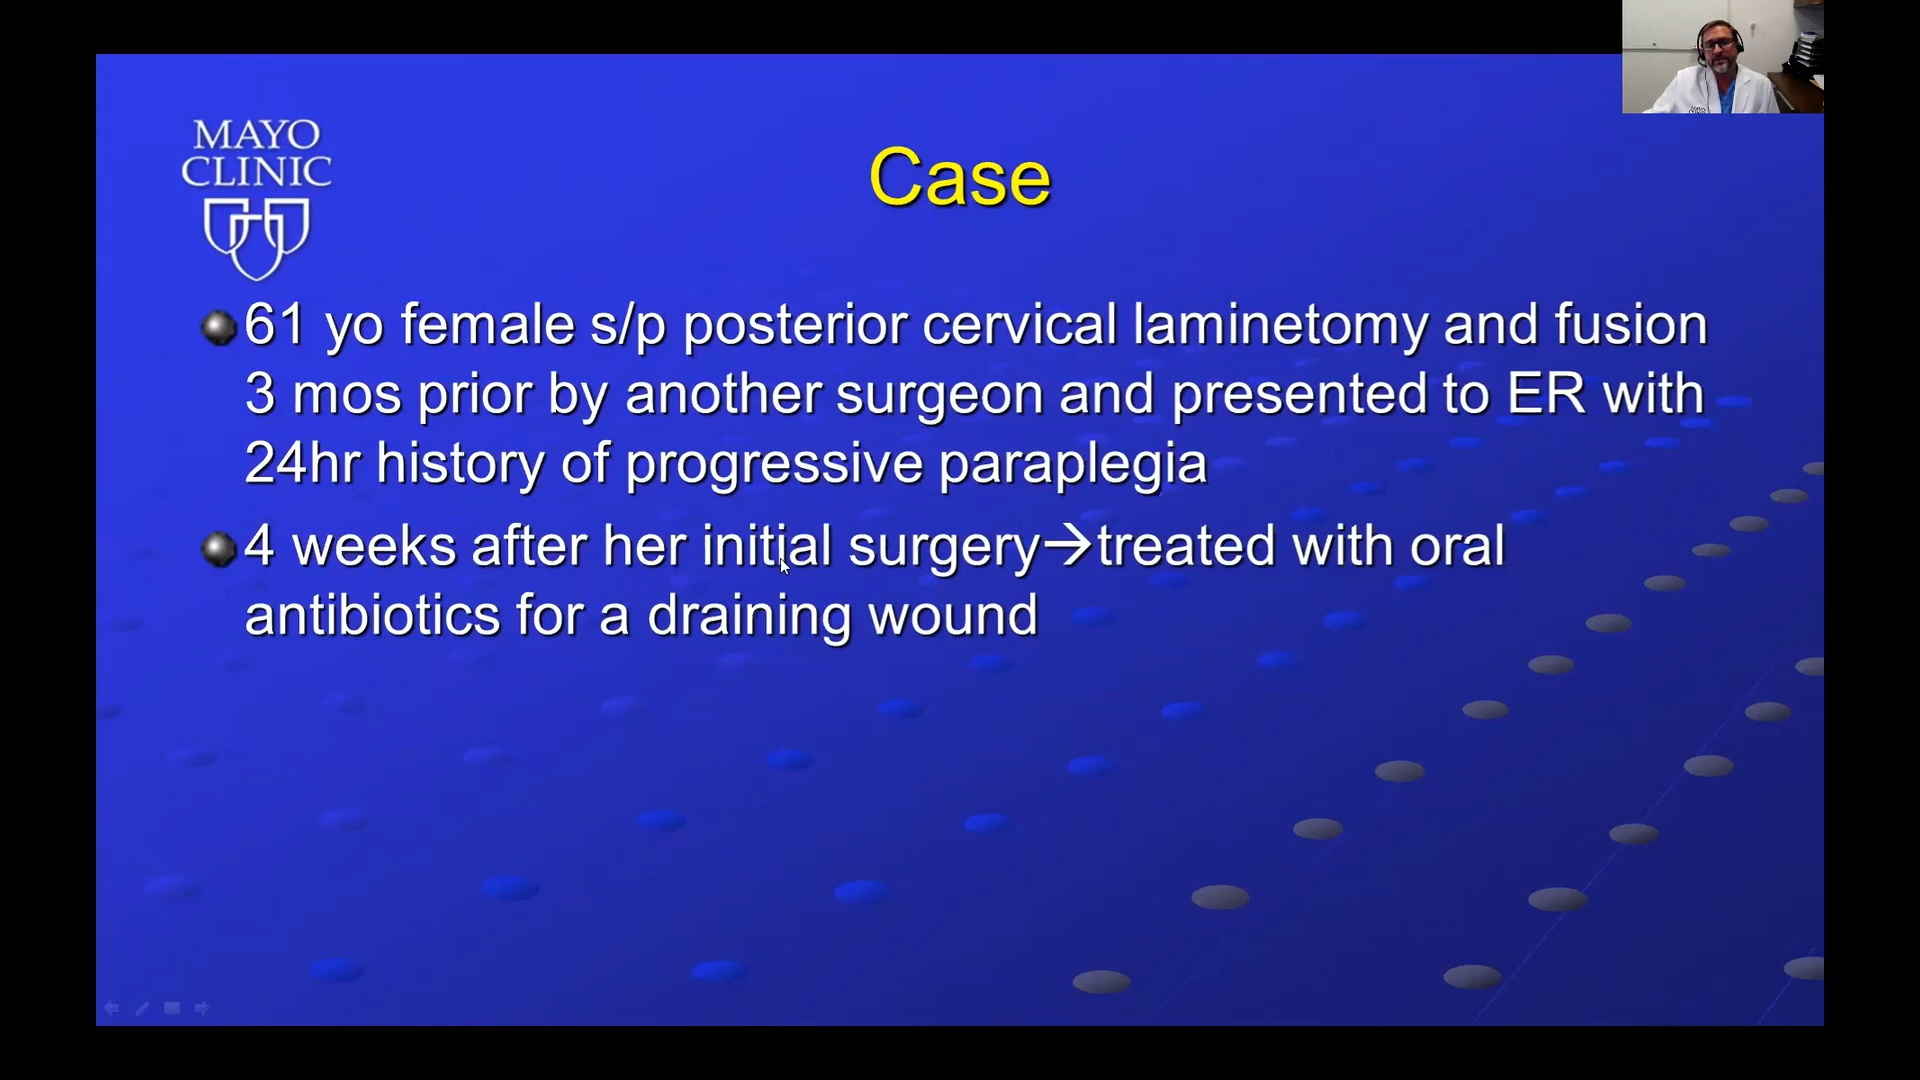 MAYO
CLINIC
Case
61 yo female s/p posterior cervical laminetomy and fusion
3 mos prior by another surgeon and presented to ER with
24hr history of progressive paraplegia
4 weeks after her initial surgery→treated with oral
antibiotics for a draining wound